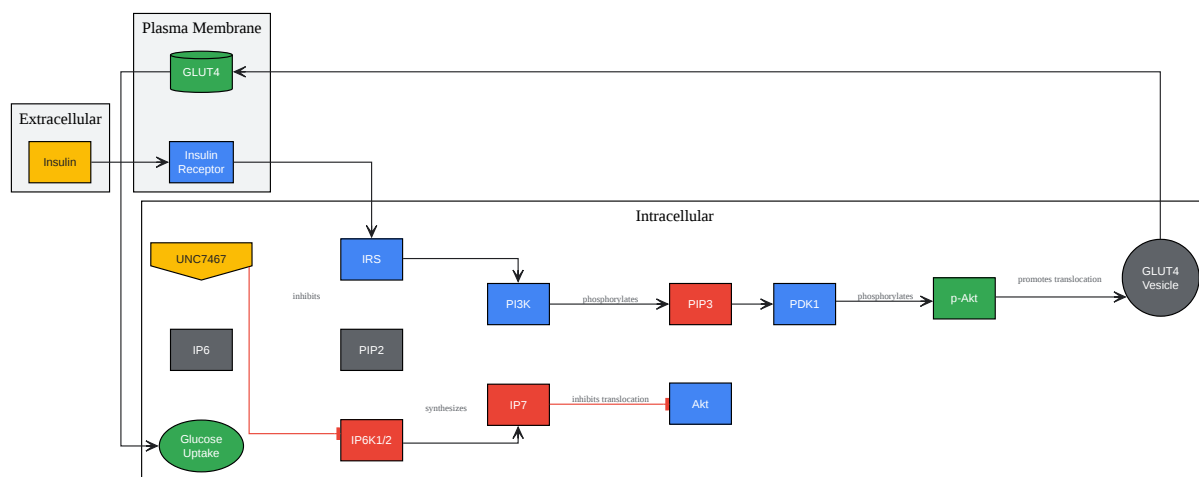 Plasma Membrane
GLUT4
Extracellular
Insulin
Insulin
Receptor
Intracellular
UNC7467
inhibits
IRS
PI3K
phosphorylates
PIP3
PDK1
phosphorylates
p-Akt
promotes translocation
GLUT4
Vesicle
IP6
PIP2
synthesizes
IP7
inhibits translocation
Akt
Glucose
Uptake
IP6K1/2